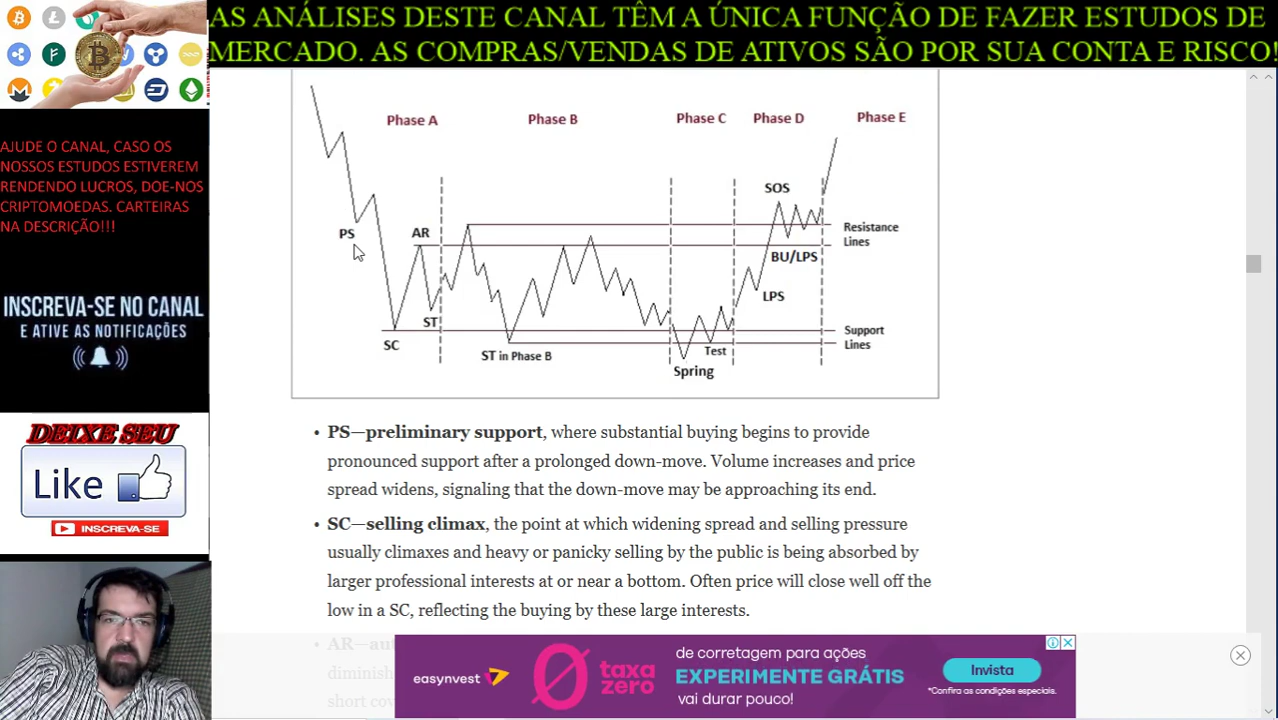 AS ANÁLISES DESTE CANAL TÊM A ÚNICA FUNÇÃO DE FAZER ESTUDOS DE
MERCADO. AS COMPRAS/VENDAS DE ATIVOS SÃO POR SUA CONTA E RISCO!
AJUDE O CANAL, CASO OS
NOSSOS ESTUDOS ESTIVEREM
RENDENDO LUCROS, DOE-NOS
CRIPTOMOEDAS. CARTEIRAS
NA DESCRIÇÃO!!!
INSCREVA-SE NO CANAL
E ATIVE AS NOTIFICAÇÕES
DEIXE SEU
Like
INSCREVA-SE
Phase A
Phase B
Phase C
Phase D
Phase E
PS
AR
SC
ST
ST in Phase B
Spring
Test
LPS
SOS
BU/LPS
Resistance
Lines
Support
Lines
• PS—preliminary support, where substantial buying begins to provide
pronounced support after a prolonged down-move. Volume increases and price
spread widens, signaling that the down-move may be approaching its end.
• SC—selling climax, the point at which widening spread and selling pressure
usually climaxes and heavy or panicky selling by the public is being absorbed by
larger professional interests at or near a bottom. Often price will close well off the
low in a SC, reflecting the buying by these large interests.
• AR—au
diminish
short cov
easynvest
taxa
zero
de corretagem para ações
EXPERIMENTE GRÁTIS
vai durar pouco!
Invista
*Confira as condições especiais.